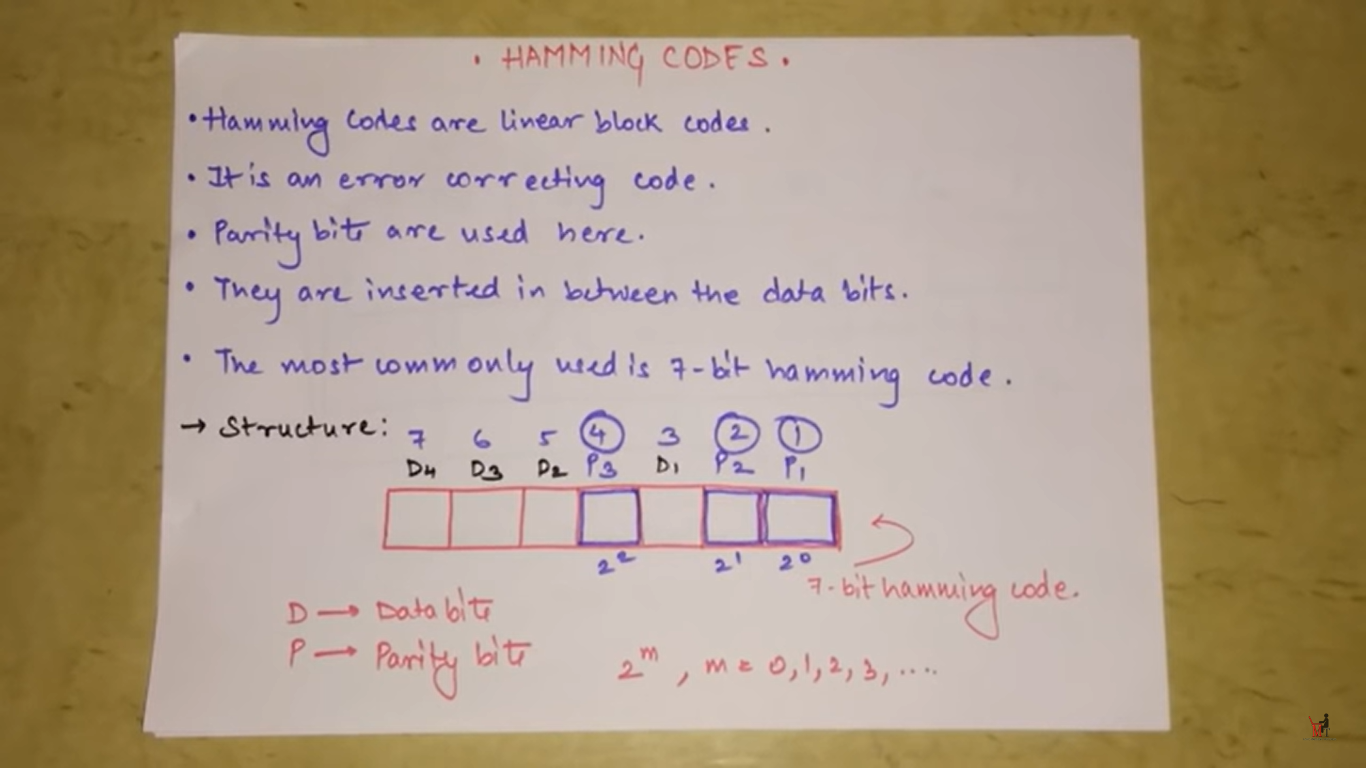 · HAMMING CODES ·
• Hamming Codes are linear block codes.
• It is an error correcting code.
• Parity bits are used here.
• They are inserted in between the data bits.
• The most commonly used is 7-bit hamming code.
→ Structure:
7 6 5 4 3 2 1
D4 D3 D2 P3 D1 P2 P1
2² 2¹ 2⁰
7-bit hamming code.
D → Data bits
P → Parity bits
2^m , m = 0,1,2,3, ....